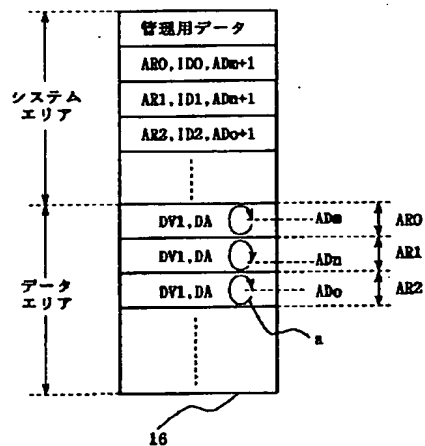 管理用データ
AR0, ID0, ADm+1
AR1, ID1, ADn+1
AR2, ID2, ADo+1
システム
エリア
DV1, DA
ADm
AR0
DV1, DA
ADn
AR1
DV1, DA
ADo
AR2
データ
エリア
a
16